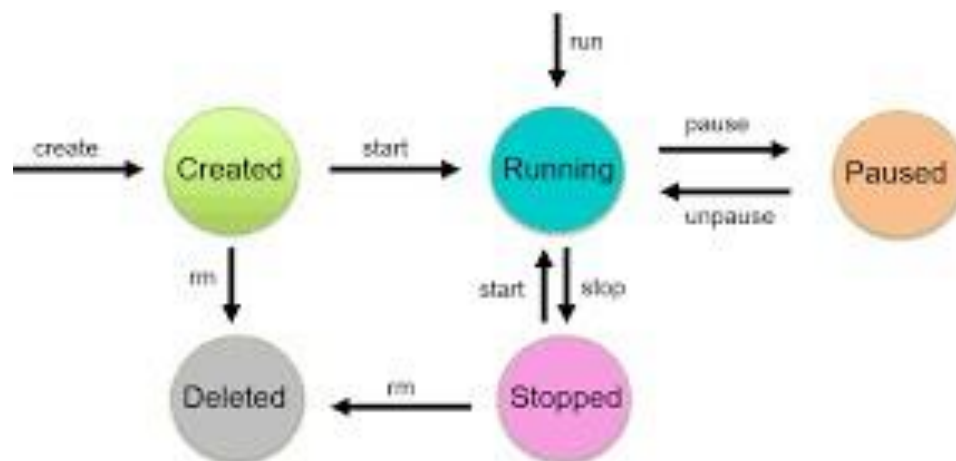 run
create
Created
start
Running
pause
unpause
Paused
rm
start
stop
Deleted
rm
Stopped